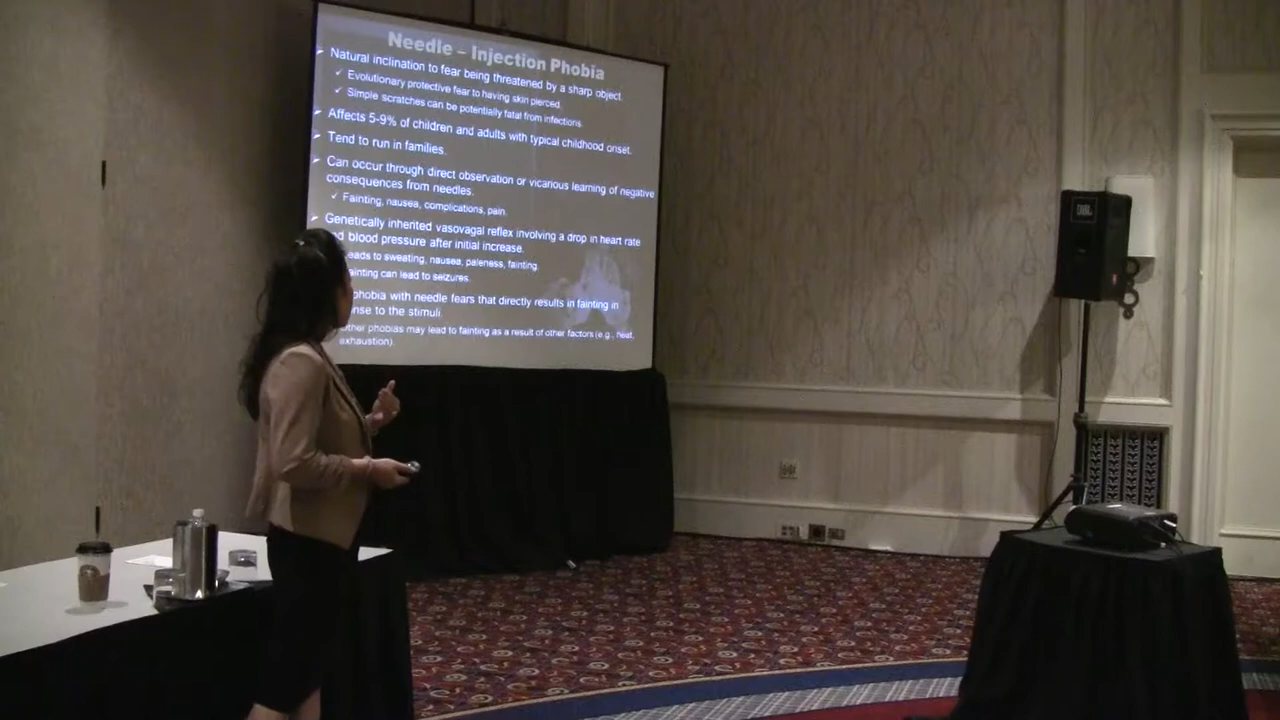 Needle – Injection Phobia
Natural inclination to fear being threatened by a sharp object.
Evolutionary protective fear to having skin pierced.
Simple scratches can be potentially fatal from infections.
Affects 5-9% of children and adults with typical childhood onset.
Tend to run in families.
Can occur through direct observation or vicarious learning of negative
consequences from needles.
Fainting, nausea, complications, pain.
Genetically inherited vasovagal reflex involving a drop in heart rate
blood pressure after initial increase.
to sweating, nausea, paleness, fainting.
can lead to seizures.
phobia with needle fears that directly results in fainting in
to the stimuli.
Other phobias may lead to fainting as a result of other factors (e.g., heat,
exhaustion).
JBL